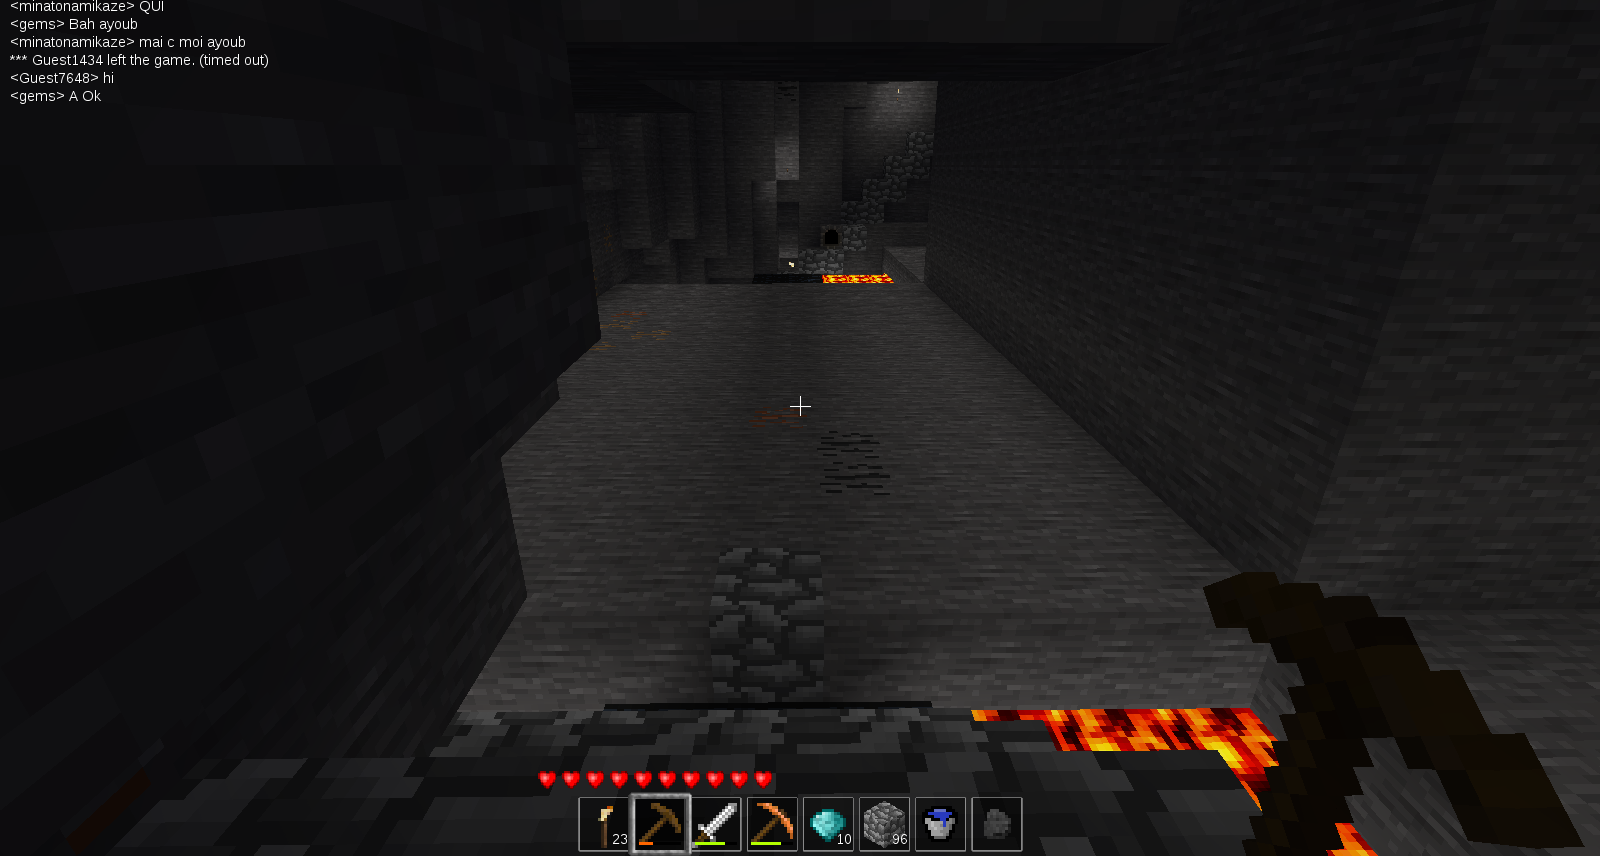 <minatonamikaze> QUI
<gems> Bah ayoub
<minatonamikaze> mai c moi ayoub
*** Guest1434 left the game. (timed out)
<Guest7648> hi
<gems> A Ok
23 10 96